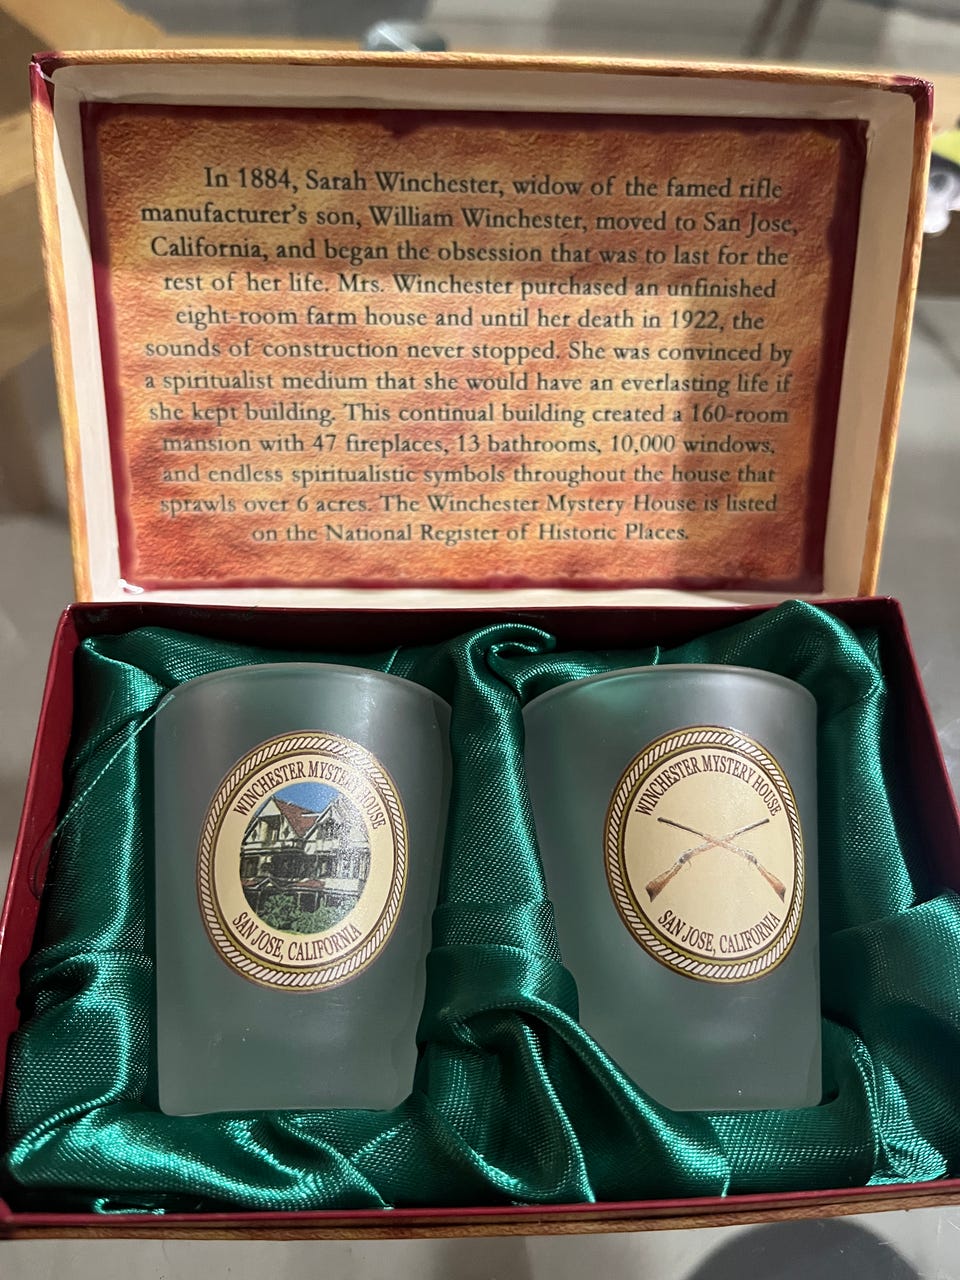 In 1884, Sarah Winchester, widow of the famed rifle
manufacturer's son, William Winchester, moved to San Jose,
California, and began the obsession that was to last for the
rest of her life. Mrs. Winchester purchased an unfinished
eight-room farm house and until her death in 1922, the
sounds of construction never stopped. She was convinced by
a spiritualist medium that she would have an everlasting life if
she kept building. This continual building created a 160-room
mansion with 47 fireplaces, 13 bathrooms, 10,000 windows,
and endless spiritualistic symbols throughout the house that
sprawls over 6 acres. The Winchester Mystery House is listed
on the National Register of Historic Places.
WINCHESTER MYSTERY HOUSE
SAN JOSE, CALIFORNIA
WINCHESTER MYSTERY HOUSE
SAN JOSE, CALIFORNIA